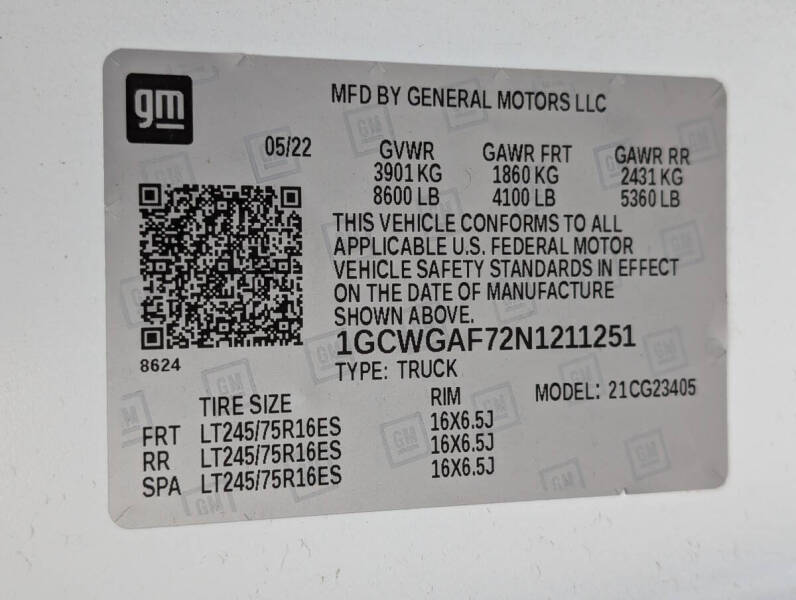 gm
MFD BY GENERAL MOTORS LLC
05/22 GVWR GAWR FRT GAWR RR
3901 KG 1860 KG 2431 KG
8600 LB 4100 LB 5360 LB
THIS VEHICLE CONFORMS TO ALL
APPLICABLE U.S. FEDERAL MOTOR
VEHICLE SAFETY STANDARDS IN EFFECT
ON THE DATE OF MANUFACTURE
SHOWN ABOVE.
1GCWGAF72N1211251
8624
TYPE: TRUCK
TIRE SIZE RIM MODEL: 21CG23405
FRT LT245/75R16ES 16X6.5J
RR LT245/75R16ES 16X6.5J
SPA LT245/75R16ES 16X6.5J